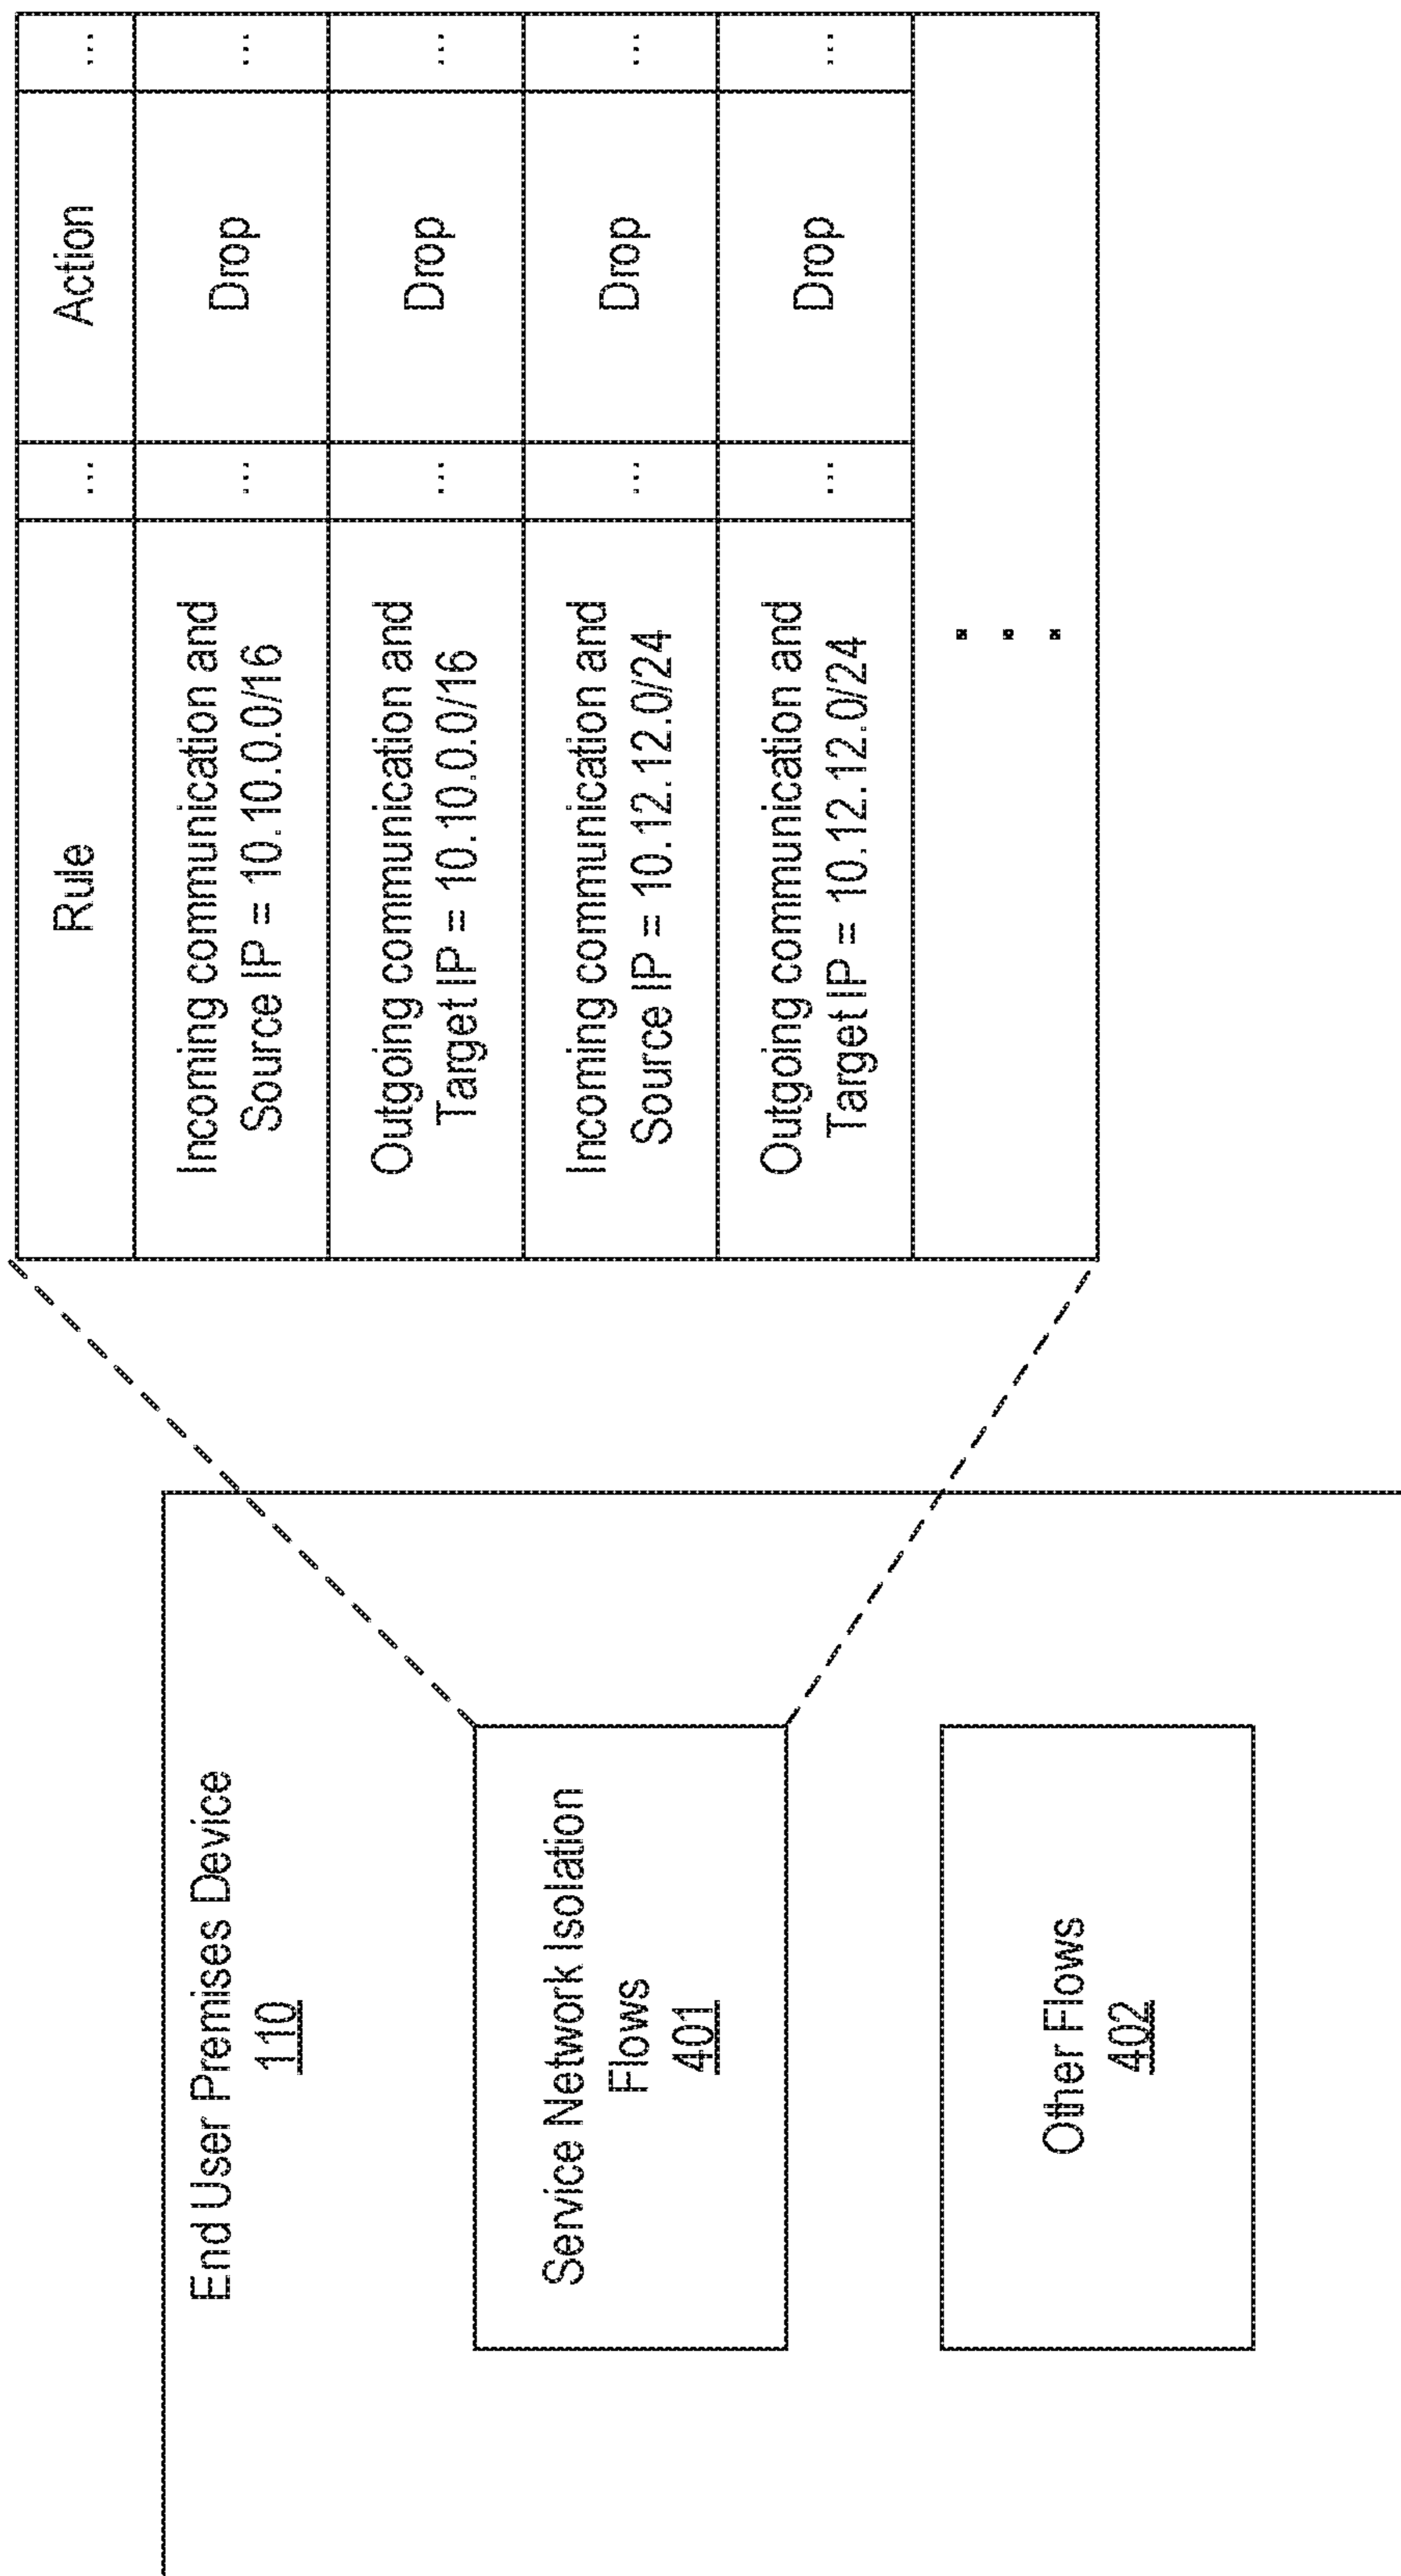 End User Premises Device
110
Service Network Isolation
Flows
401
Other Flows
402
Rule ... Action ...
Incoming communication and
Source IP = 10.10.0.0/16 ... Drop ...
Outgoing communication and
Target IP = 10.10.0.0/16 ... Drop ...
Incoming communication and
Source IP = 10.12.12.0/24 ... Drop ...
Outgoing communication and
Target IP = 10.12.12.0/24 ... Drop ...
. . .